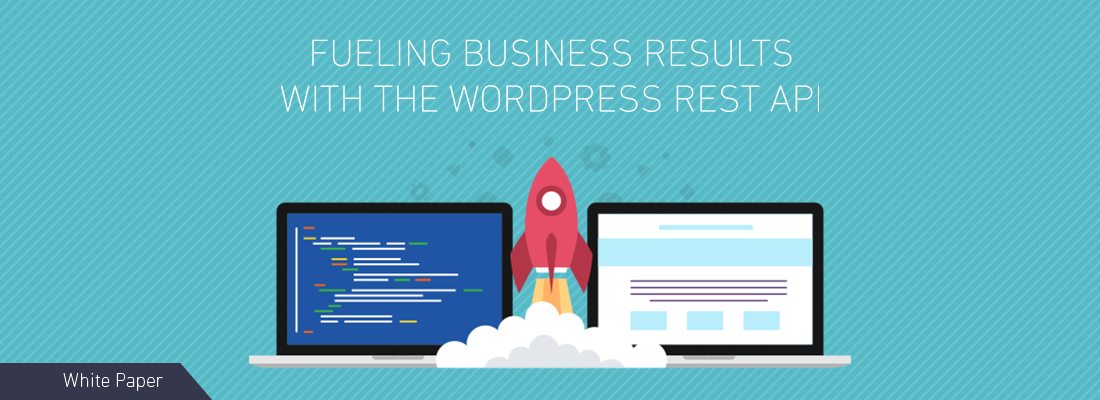 FUELING BUSINESS RESULTS
WITH THE WORDPRESS REST API
White Paper